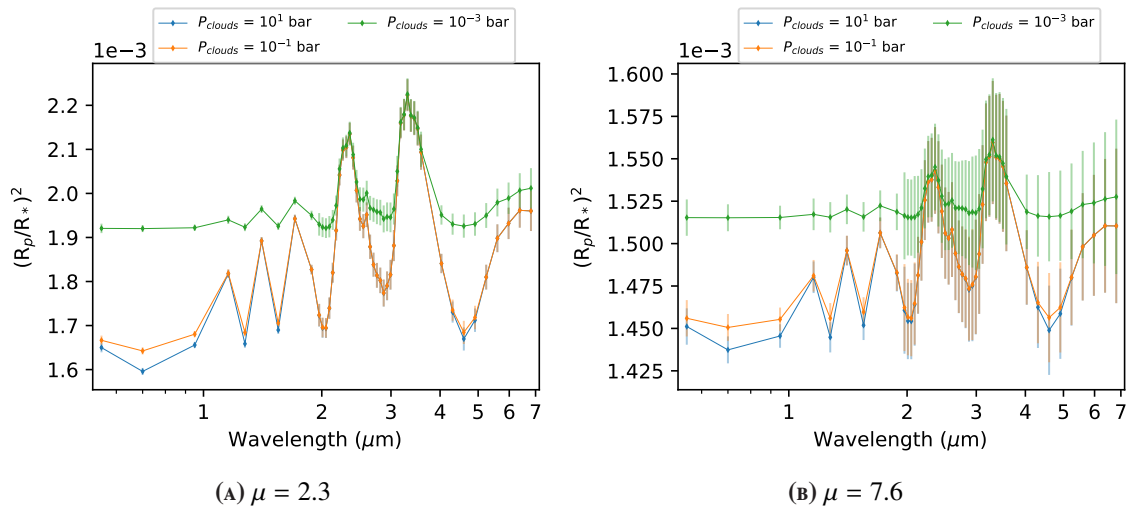 P_clouds = 10^1 bar P_clouds = 10^-3 bar
P_clouds = 10^-1 bar
1e−3
(R_p/R_*)^2
2.2
2.1
2.0
1.9
1.8
1.7
1.6
1 2 3 4 5 6 7
Wavelength (μm)
(A) μ = 2.3
P_clouds = 10^1 bar P_clouds = 10^-3 bar
P_clouds = 10^-1 bar
1e−3
(R_p/R_*)^2
1.600
1.575
1.550
1.525
1.500
1.475
1.450
1.425
1 2 3 4 5 6 7
Wavelength (μm)
(B) μ = 7.6